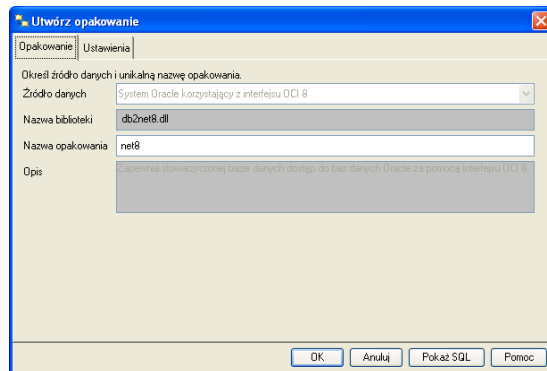 Utwórz opakowanie
Opakowanie Ustawienia
Określ źródło danych i unikalną nazwę opakowania.
Źródło danych System Oracle korzystający z interfejsu OCI 8
Nazwa biblioteki db2net8.dll
Nazwa opakowania net8
Opis Zapewnia stowarzyszonej bazie danych dostęp do baz danych Oracle za pomocą interfejsu OCI 8.
OK Anuluj Pokaż SQL Pomoc